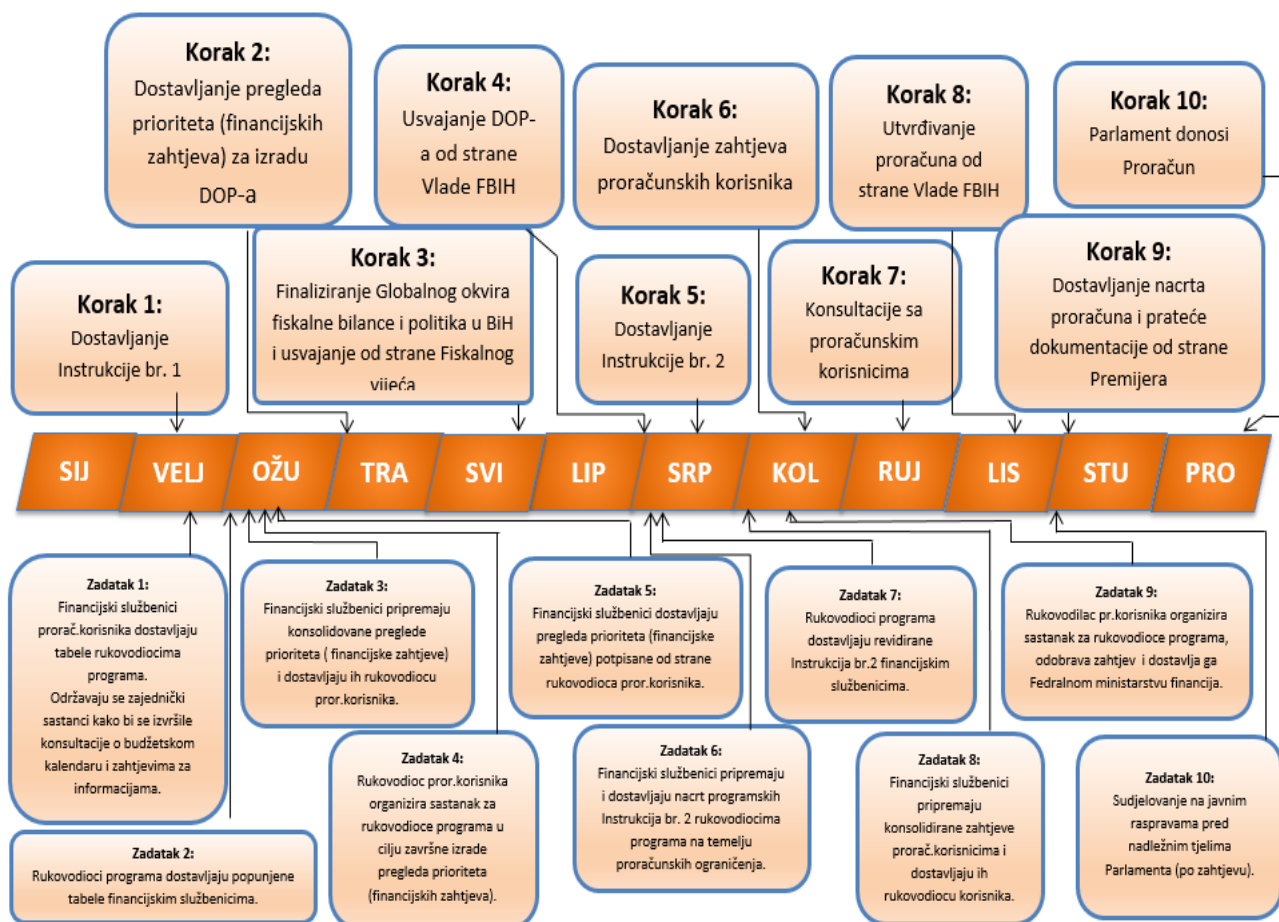 Korak 2:
Dostavljanje pregleda
prioriteta (financijskih
zahtjeva) za izradu
DOP-a
Korak 4:
Usvajanje DOP-
a od strane
Vlade FBIH
Korak 6:
Dostavljanje zahtjeva
proračunskih korisnika
Korak 8:
Utvrđivanje
proračuna od
strane Vlade FBIH
Korak 10:
Parlament donosi
Proračun
Korak 1:
Dostavljanje
Instrukcije br. 1
Korak 3:
Finaliziranje Globalnog okvira
fiskalne bilance i politika u BiH
i usvajanje od strane Fiskalnog
vijeća
Korak 5:
Dostavljanje
Instrukcije br. 2
Korak 7:
Konsultacije sa
proračunskim
korisnicima
Korak 9:
Dostavljanje nacrta
proračuna i prateće
dokumentacije od strane
Premijera
SIJ VELJ OŽU TRA SVI LIP SRP KOL RUJ LIS STU PRO
Zadatak 1:
Financijski službenici
prorač.korisnika dostavljaju
tabele rukovodiocima
programa.
Održavaju se zajednički
sastanci kako bi se izvršile
konsultacije o budžetskom
kalendaru i zahtjevima za
informacijama.
Zadatak 3:
Financijski službenici pripremaju
konsolidovane preglede
prioriteta ( financijske zahtjeve)
i dostavljaju ih rukovodiocu
pror.korisnika.
Zadatak 5:
Financijski službenici dostavljaju
pregleda prioriteta (financijske
zahtjeve) potpisane od strane
rukovodioca pror.korisnika.
Zadatak 7:
Rukovodioci programa
dostavljaju revidirane
Instrukcija br.2 financijskim
službenicima.
Zadatak 9:
Rukovodilac pr.korisnika organizira
sastanak za rukovodioce programa,
odobrava zahtjev i dostavlja ga
Federalnom ministarstvu financija.
Zadatak 2:
Rukovodioci programa dostavljaju popunjene
tabele financijskim službenicima.
Zadatak 4:
Rukovodioc pror.korisnika
organizira sastanak za
rukovodioce programa u
cilju završne izrade
pregleda prioriteta
(financijskih zahtjeva).
Zadatak 6:
Financijski službenici pripremaju
i dostavljaju nacrt programskih
Instrukcija br. 2 rukovodiocima
programa na temelju
proračunskih ograničenja.
Zadatak 8:
Financijski službenici
pripremaju
konsolidirane zahtjeve
prorač.korisnicima i
dostavljaju ih
rukovodiocu korisnika.
Zadatak 10:
Sudjelovanje na javnim
raspravama pred
nadležnim tjelima
Parlamenta (po zahtjevu).